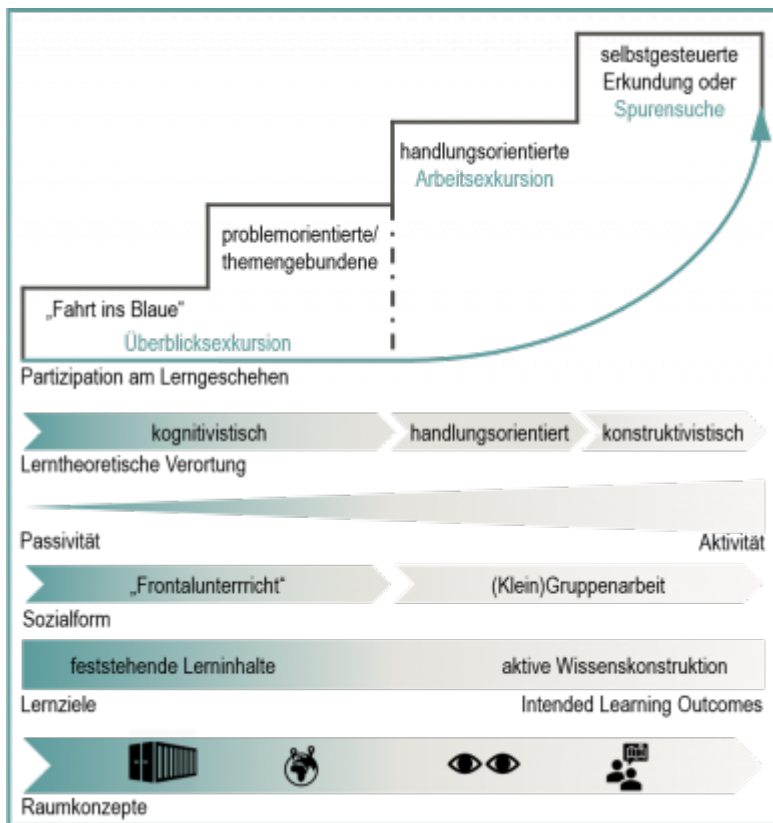 selbstgesteuerte
Erkundung oder
Spurensuche
handlungsorientierte
Arbeitsexkursion
problemorientierte/
themengebundene
„Fahrt ins Blaue“
Überblicksexkursion
Partizipation am Lerngeschehen
kognitivistisch handlungsorientiert konstruktivistisch
Lerntheoretische Verortung
Passivität Aktivität
„Frontalunterrricht“ (Klein)Gruppenarbeit
Sozialform
feststehende Lerninhalte aktive Wissenskonstruktion
Lernziele Intended Learning Outcomes
Raumkonzepte